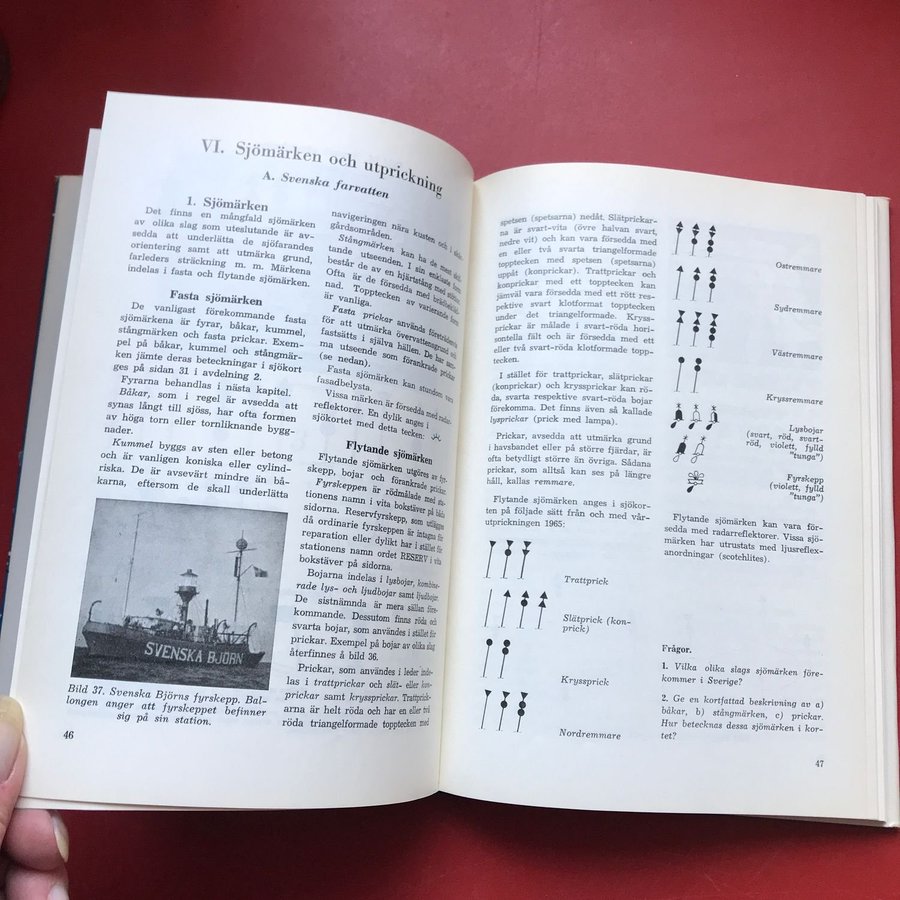 VI. Sjömärken och utprickning
A. Svenska farvatten
1. Sjömärken
Det finns en mångfald sjömärken
av olika slag som uteslutande är av-
sedda att underlätta de sjöfarandes
orientering samt att utmärka grund,
farleders sträckning m. m. Märkena
indelas i fasta och flytande sjömärken.
Fasta sjömärken
De vanligast förekommande fasta
sjömärkena är fyrar, båkar, kummel,
stångmärken och fasta prickar. Exem-
pel på båkar, kummel och stångmär-
ken jämte deras beteckningar i sjökort
ges på sidan 31 i avdelning 2.
Fyrarna behandlas i nästa kapitel.
Båkar, som i regel är avsedda att
synas långt till sjöss, har ofta formen
av höga torn eller tornliknande bygg-
nader.
Kummel byggs av sten eller betong
och är vanligen koniska eller cylind-
riska. De är avsevärt mindre än bå-
karna, eftersom de skall underlätta
SVENSKA BJÖRN
Bild 37. Svenska Björns fyrskepp. Bal-
longen anger att fyrskeppet befinner
sig på sin station.
46
navigeringen nära kusten och i
gårdsområden.
Stångmärken kan ha de mest skif-
tande utseenden. I sin enklaste form
består de av en hjärtstång med stöttor.
Ofta är de försedda med brädbekläd-
nad. Topptecken av varierande form
är vanliga.
Fasta prickar används företrädesvis
för att utmärka övervattensgrund och
fastsätts i själva hällen. De har sam-
ma utseende som förankrade prickar
(se nedan).
Fasta sjömärken kan stundom vara
fasadbelysta.
Vissa märken är försedda med radar-
reflektorer. En dylik anges i
sjökortet med detta tecken:
Flytande sjömärken
Flytande sjömärken utgöres av fyr-
skepp, bojar och förankrade prickar.
Fyrskeppen är rödmålade med sta-
tionens namn i vita bokstäver på båda
sidorna. Reservfyrskepp, som utlägges
då ordinarie fyrskeppen är intagna för
reparation eller dylikt har i stället för
stationens namn ordet RESERV i vita
bokstäver på sidorna.
Bojarna indelas i lysbojar, kombine-
rade lys- och ljudbojar samt ljudbojar.
De sistnämnda är mera sällan före-
kommande. Dessutom finns röda och
svarta bojar, som användes i stället för
prickar. Exempel på bojar av olika slag
återfinnes å bild 36.
Prickar, som användes i leder inde-
las i trattprickar och slät- eller kon-
prickar samt kryssprickar. Trattprick-
arna är helt röda och har en eller två
röda triangelformade topptecken med
spetsen (spetsarna) nedåt. Slätprickar-
na är svart-vita (övre halvan svart,
nedre vit) och kan vara försedda med
en eller två svarta triangelformade
topptecken med spetsen (spetsarna)
uppåt (konprickar). Trattprickar och
konprickar med ett topptecken kan
jämväl vara försedda med ett rött res-
pektive svart klotformat topptecken
under det triangelformade. Kryss-
prickar är målade i svart-röda hori-
sontella fält och är försedda med ett
eller två svart-röda klotformade topp-
tecken.
I stället för trattprickar, slätprickar
(konprickar) och kryssprickar kan rö-
da, svarta respektive svart-röda bojar
förekomma. Det finns även så kallade
lysprickar (prick med lampa).
Prickar, avsedda att utmärka grund
i havsbandet eller på större fjärdar, är
ofta betydligt större än övriga. Sådana
prickar, som alltså kan ses på längre
håll, kallas remmare.
Flytande sjömärken anges i sjökor-
ten på följade sätt från och med vår-
utprickningen 1965:
Trattprick
Slätprick (kon-
prick)
Kryssprick
Nordremmare
Ostremmare
Sydremmare
Västremmare
Kryssremmare
Lysbojar
(svart, röd, svart-
röd, violett, fylld
"tunga")
Fyrskepp
(violett, fylld
"tunga")
Flytande sjömärken kan vara för-
sedda med radarreflektorer. Vissa sjö-
märken har utrustats med ljusreflex-
anordningar (scotchlites).
Frågor.
1. Vilka olika slags sjömärken före-
kommer i Sverige?
2. Ge en kortfattad beskrivning av a)
båkar, b) stångmärken, c) prickar.
Hur betecknas dessa sjömärken i kor-
tet?
47